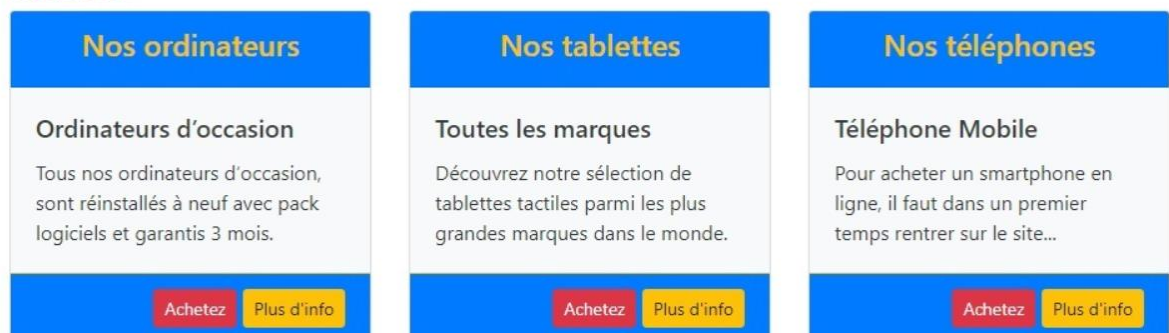 Nos ordinateurs
Ordinateurs d’occasion
Tous nos ordinateurs d’occasion,
sont réinstallés à neuf avec pack
logiciels et garantis 3 mois.
Achetez Plus d'info
Nos tablettes
Toutes les marques
Découvrez notre sélection de
tablettes tactiles parmi les plus
grandes marques dans le monde.
Achetez Plus d'info
Nos téléphones
Téléphone Mobile
Pour acheter un smartphone en
ligne, il faut dans un premier
temps rentrer sur le site...
Achetez Plus d'info